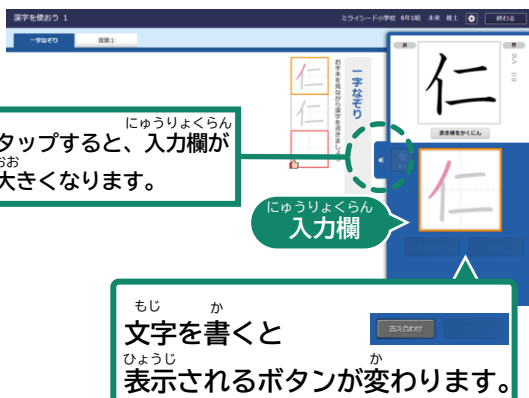 漢字を使おう 1
ミライシード小学校 6年1組 未来 樹土
終わる
一字なぞり
展開①
一字なぞり
お手本を見ながら漢字を書きましょう。
仁
仁
仁
書き順をかくにん
仁
にゅうりょくらん
タップすると、入力欄が
おお
大きくなります。
にゅうりょくらん
入力欄
もじ か
文字を書くと
答え合わせ
ひょうじ か
表示されるボタンが変わります。